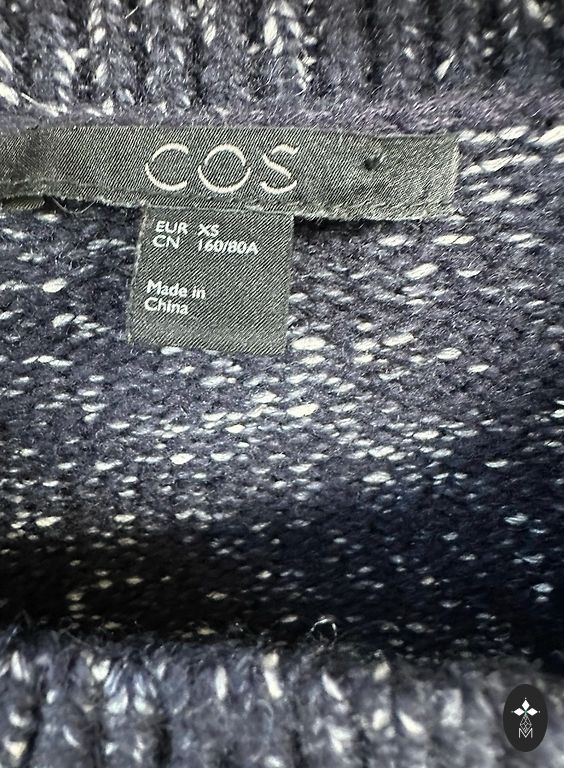 COS
EUR XS
CN 160/80A
Made in
China
M